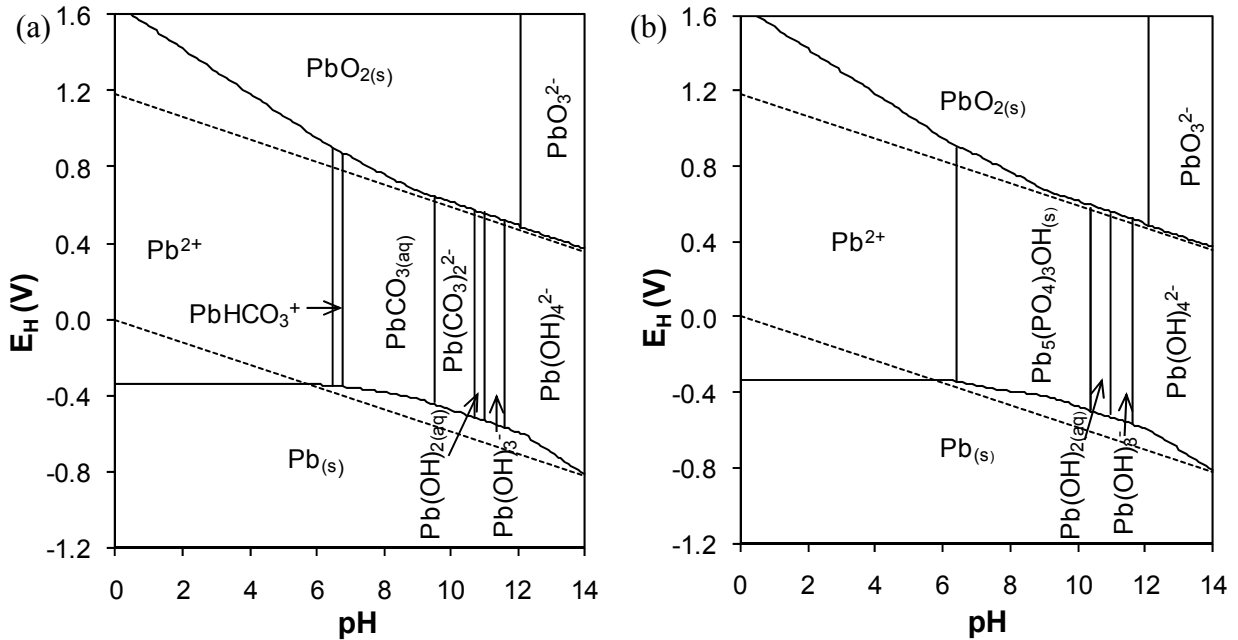 (a)
1.6
1.2
0.8
0.4
0.0
-0.4
-0.8
-1.2
E_H (V)
0 2 4 6 8 10 12 14
pH
PbO2(s)
PbO3^2-
Pb^2+
PbHCO3^+
PbCO3(aq)
Pb(CO3)2^2-
Pb(OH)4^2-
Pb(OH)2(aq)
Pb(OH)3^-
Pb(s)
(b)
1.6
1.2
0.8
0.4
0.0
-0.4
-0.8
-1.2
E_H (V)
0 2 4 6 8 10 12 14
pH
PbO2(s)
PbO3^2-
Pb^2+
Pb5(PO4)3OH(s)
Pb(OH)4^2-
Pb(OH)2(aq)
Pb(OH)3^-
Pb(s)